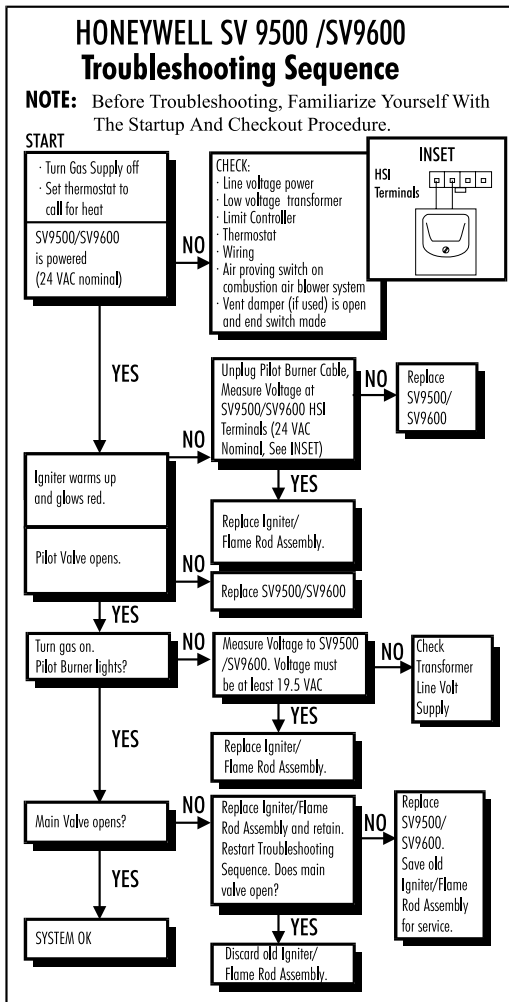 HONEYWELL SV 9500 /SV9600
Troubleshooting Sequence
NOTE: Before Troubleshooting, Familiarize Yourself With
The Startup And Checkout Procedure.
START
· Turn Gas Supply off
· Set thermostat to
call for heat
SV9500/SV9600
is powered
(24 VAC nominal)
NO
CHECK:
· Line voltage power
· Low voltage transformer
· Limit Controller
· Thermostat
· Wiring
· Air proving switch on
combustion air blower system
· Vent damper (if used) is open
and end switch made
INSET
HSI
Terminals
YES
Igniter warms up
and glows red.
NO
Unplug Pilot Burner Cable,
Measure Voltage at
SV9500/SV9600 HSI
Terminals (24 VAC
Nominal, See INSET)
NO
Replace
SV9500/
SV9600
YES
Replace Igniter/
Flame Rod Assembly.
Pilot Valve opens.
NO
Replace SV9500/SV9600
YES
Turn gas on.
Pilot Burner lights?
NO
Measure Voltage to SV9500
/SV9600. Voltage must
be at least 19.5 VAC
NO
Check
Transformer
Line Volt
Supply
YES
Replace Igniter/
Flame Rod Assembly.
YES
Main Valve opens?
NO
Replace Igniter/Flame
Rod Assembly and retain.
Restart Troubleshooting
Sequence. Does main
valve open?
NO
Replace
SV9500/
SV9600.
Save old
Igniter/Flame
Rod Assembly
for service.
YES
Discard old Igniter/
Flame Rod Assembly.
YES
SYSTEM OK